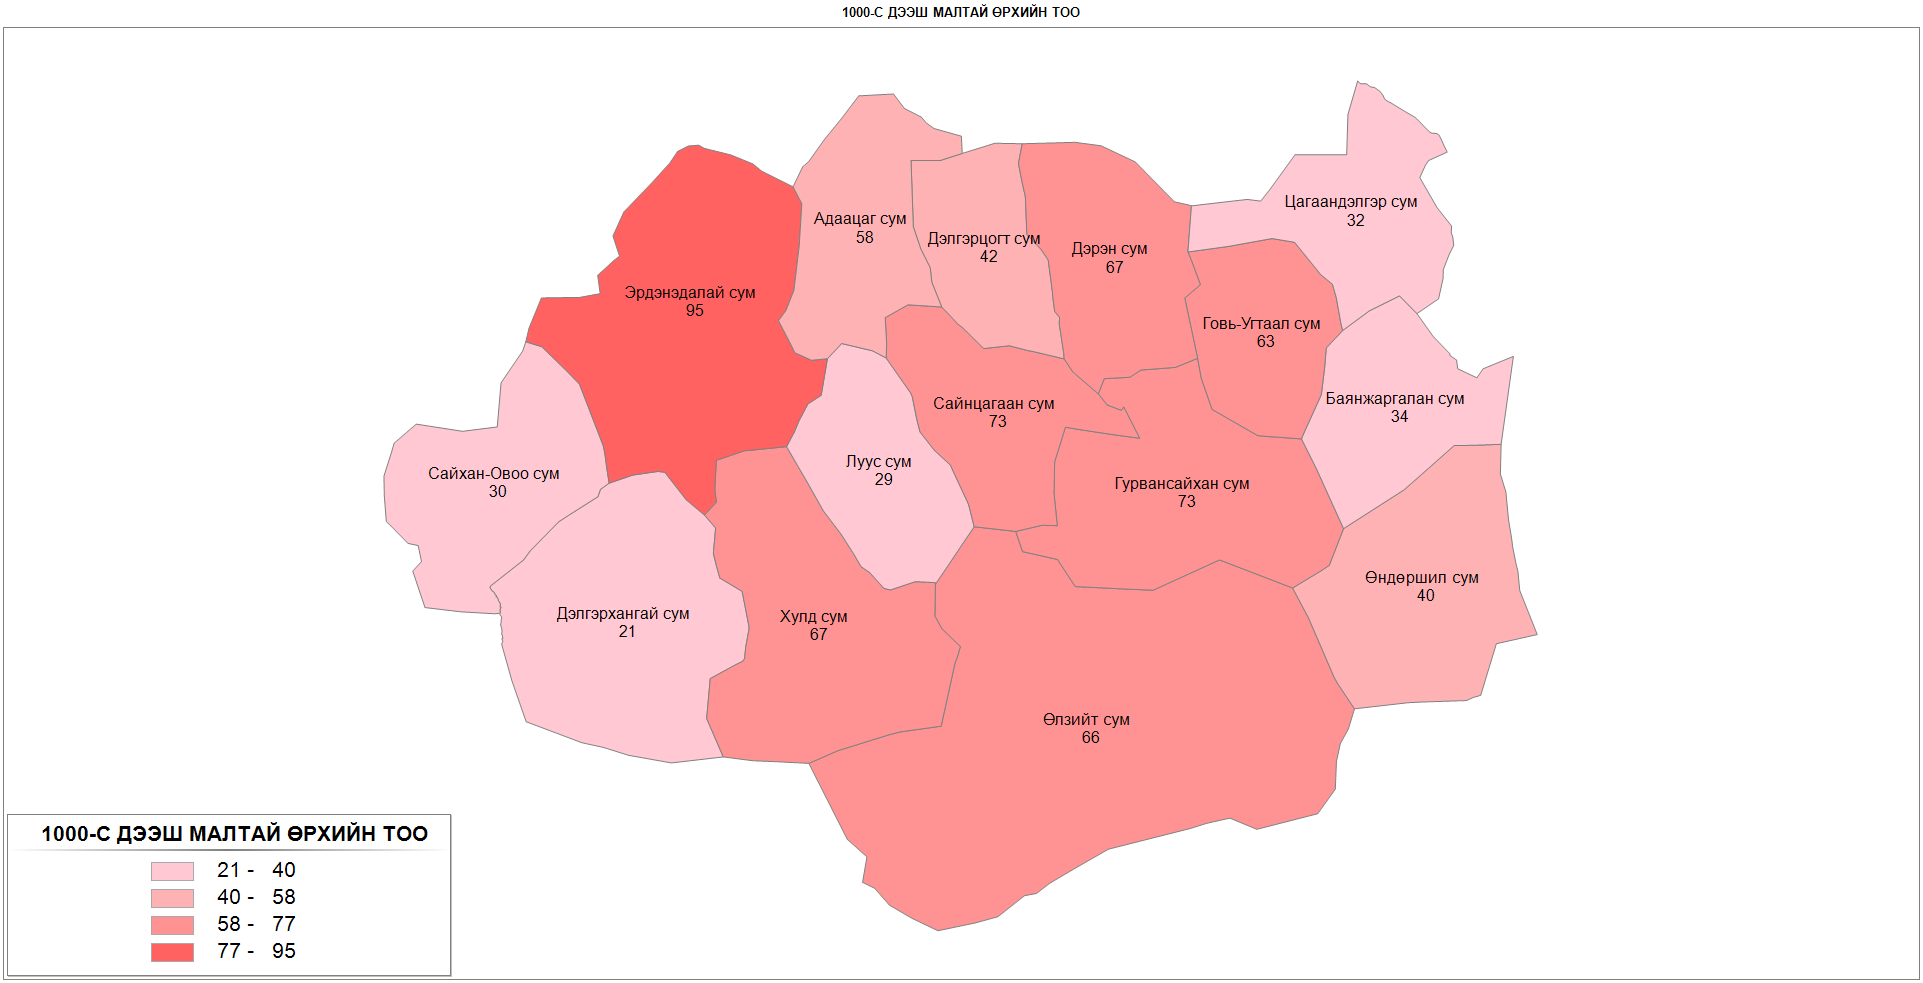 1000-С ДЭЭШ МАЛТАЙ ӨРХИЙН ТОО
Цагаандэлгэр сум
32
Адаацаг сум
58
Дэлгэрцогт сум
42
Дэрэн сум
67
Эрдэнэдалай сум
95
Говь-Угтаал сум
63
Баянжаргалан сум
34
Сайнцагаан сум
73
Луус сум
29
Сайхан-Овоо сум
30
Гурвансайхан сум
73
Өндөршил сум
40
Дэлгэрхангай сум
21
Хулд сум
67
Өлзийт сум
66
1000-С ДЭЭШ МАЛТАЙ ӨРХИЙН ТОО
21 - 40
40 - 58
58 - 77
77 - 95